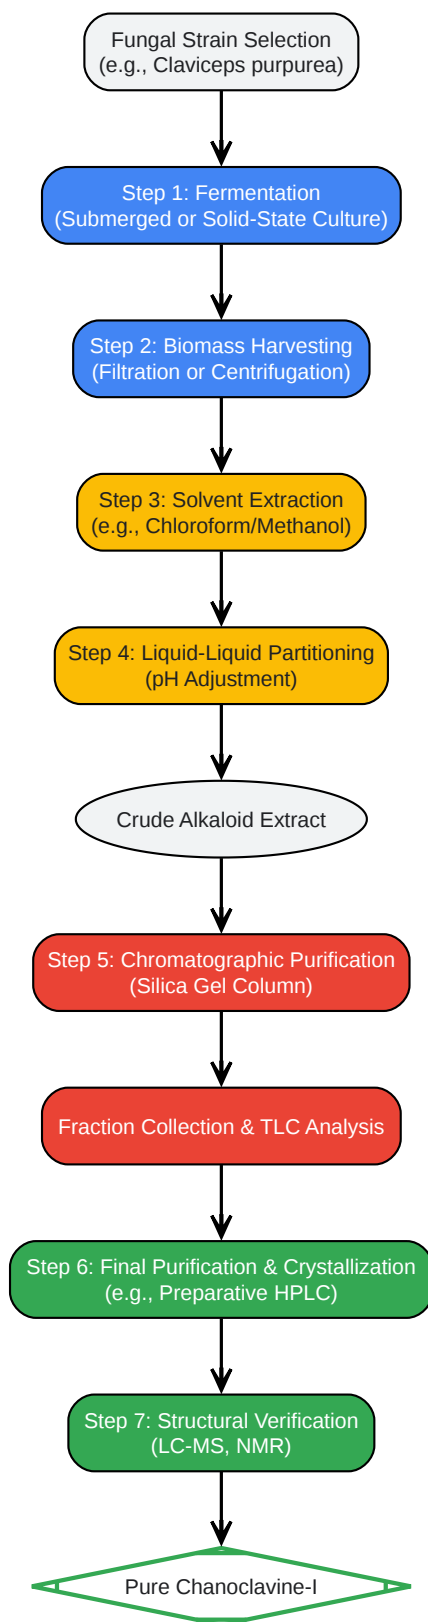 Fungal Strain Selection
(e.g., Claviceps purpurea)
Step 1: Fermentation
(Submerged or Solid-State Culture)
Step 2: Biomass Harvesting
(Filtration or Centrifugation)
Step 3: Solvent Extraction
(e.g., Chloroform/Methanol)
Step 4: Liquid-Liquid Partitioning
(pH Adjustment)
Crude Alkaloid Extract
Step 5: Chromatographic Purification
(Silica Gel Column)
Fraction Collection & TLC Analysis
Step 6: Final Purification & Crystallization
(e.g., Preparative HPLC)
Step 7: Structural Verification
(LC-MS, NMR)
Pure Chanoclavine-I